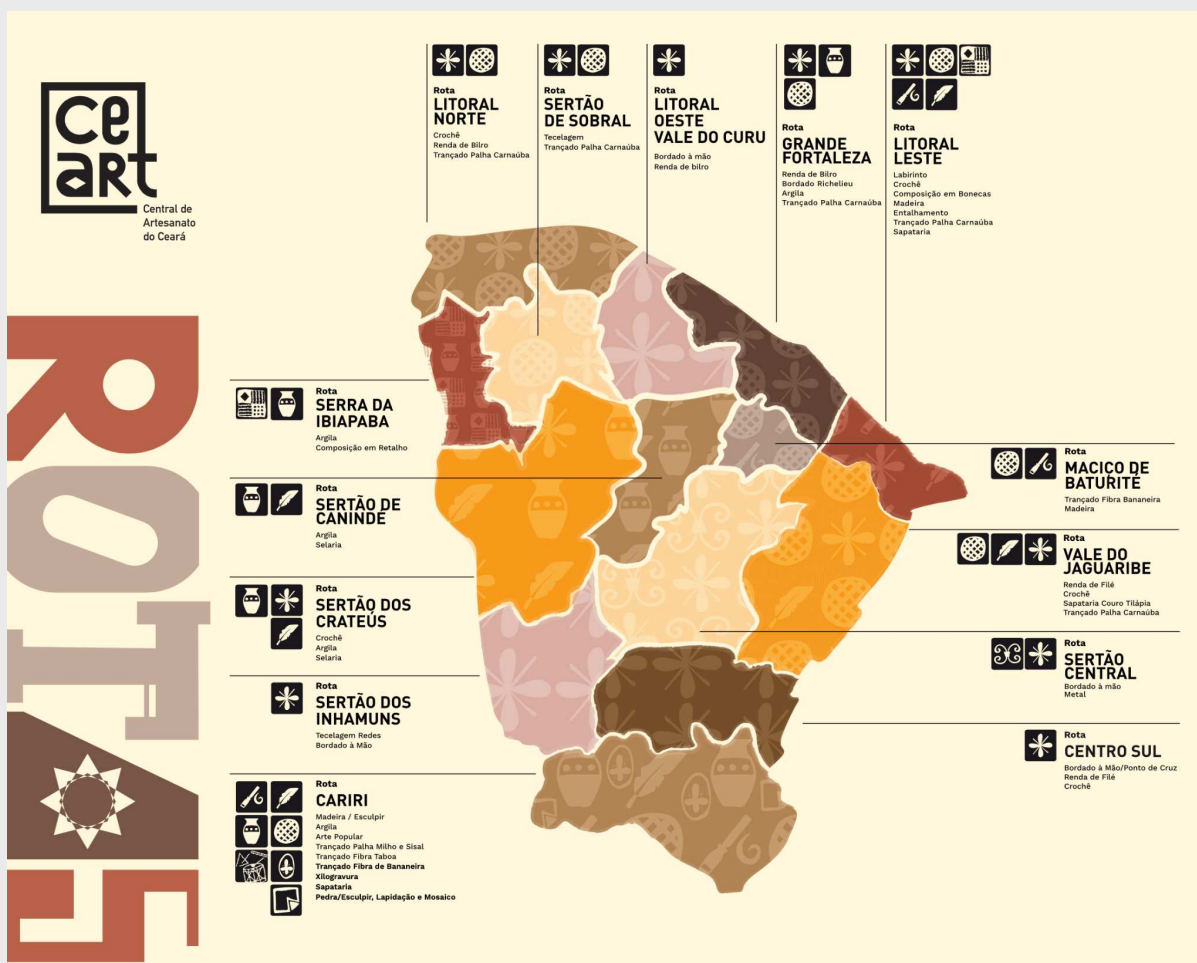 ceart
Central de
Artesanato
do Ceará
ROTAS
Rota
LITORAL
NORTE
Crochê
Renda de Bilro
Trançado Palha Carnaúba
Rota
SERTÃO
DE SOBRAL
Tecelagem
Trançado Palha Carnaúba
Rota
LITORAL
OESTE
VALE DO CURU
Bordado à mão
Renda de bilro
Rota
GRANDE
FORTALEZA
Renda de Bilro
Bordado Richelieu
Argila
Trançado Palha Carnaúba
Rota
LITORAL
LESTE
Labirinto
Crochê
Composição em Bonecas
Madeira
Entalhamento
Trançado Palha Carnaúba
Sapataria
Rota
SERRA DA
IBIAPABA
Argila
Composição em Retalho
Rota
SERTÃO DE
CANINDÉ
Argila
Selaria
Rota
SERTÃO DOS
CRATEÚS
Crochê
Argila
Selaria
Rota
SERTÃO DOS
INHAMUNS
Tecelagem Redes
Bordado à Mão
Rota
CARIRI
Madeira / Esculpir
Argila
Arte Popular
Trançado Palha Milho e Sisal
Trançado Fibra Taboa
Trançado Fibra de Bananeira
Xilogravura
Sapataria
Pedra/Esculpir, Lapidação e Mosaico
Rota
MACIÇO DE
BATURITÉ
Trançado Fibra Bananeira
Madeira
Rota
VALE DO
JAGUARIBE
Renda de Filé
Crochê
Sapataria Couro Tilápia
Trançado Palha Carnaúba
Rota
SERTÃO
CENTRAL
Bordado à mão
Metal
Rota
CENTRO SUL
Bordado à Mão/Ponto de Cruz
Renda de Filé
Crochê